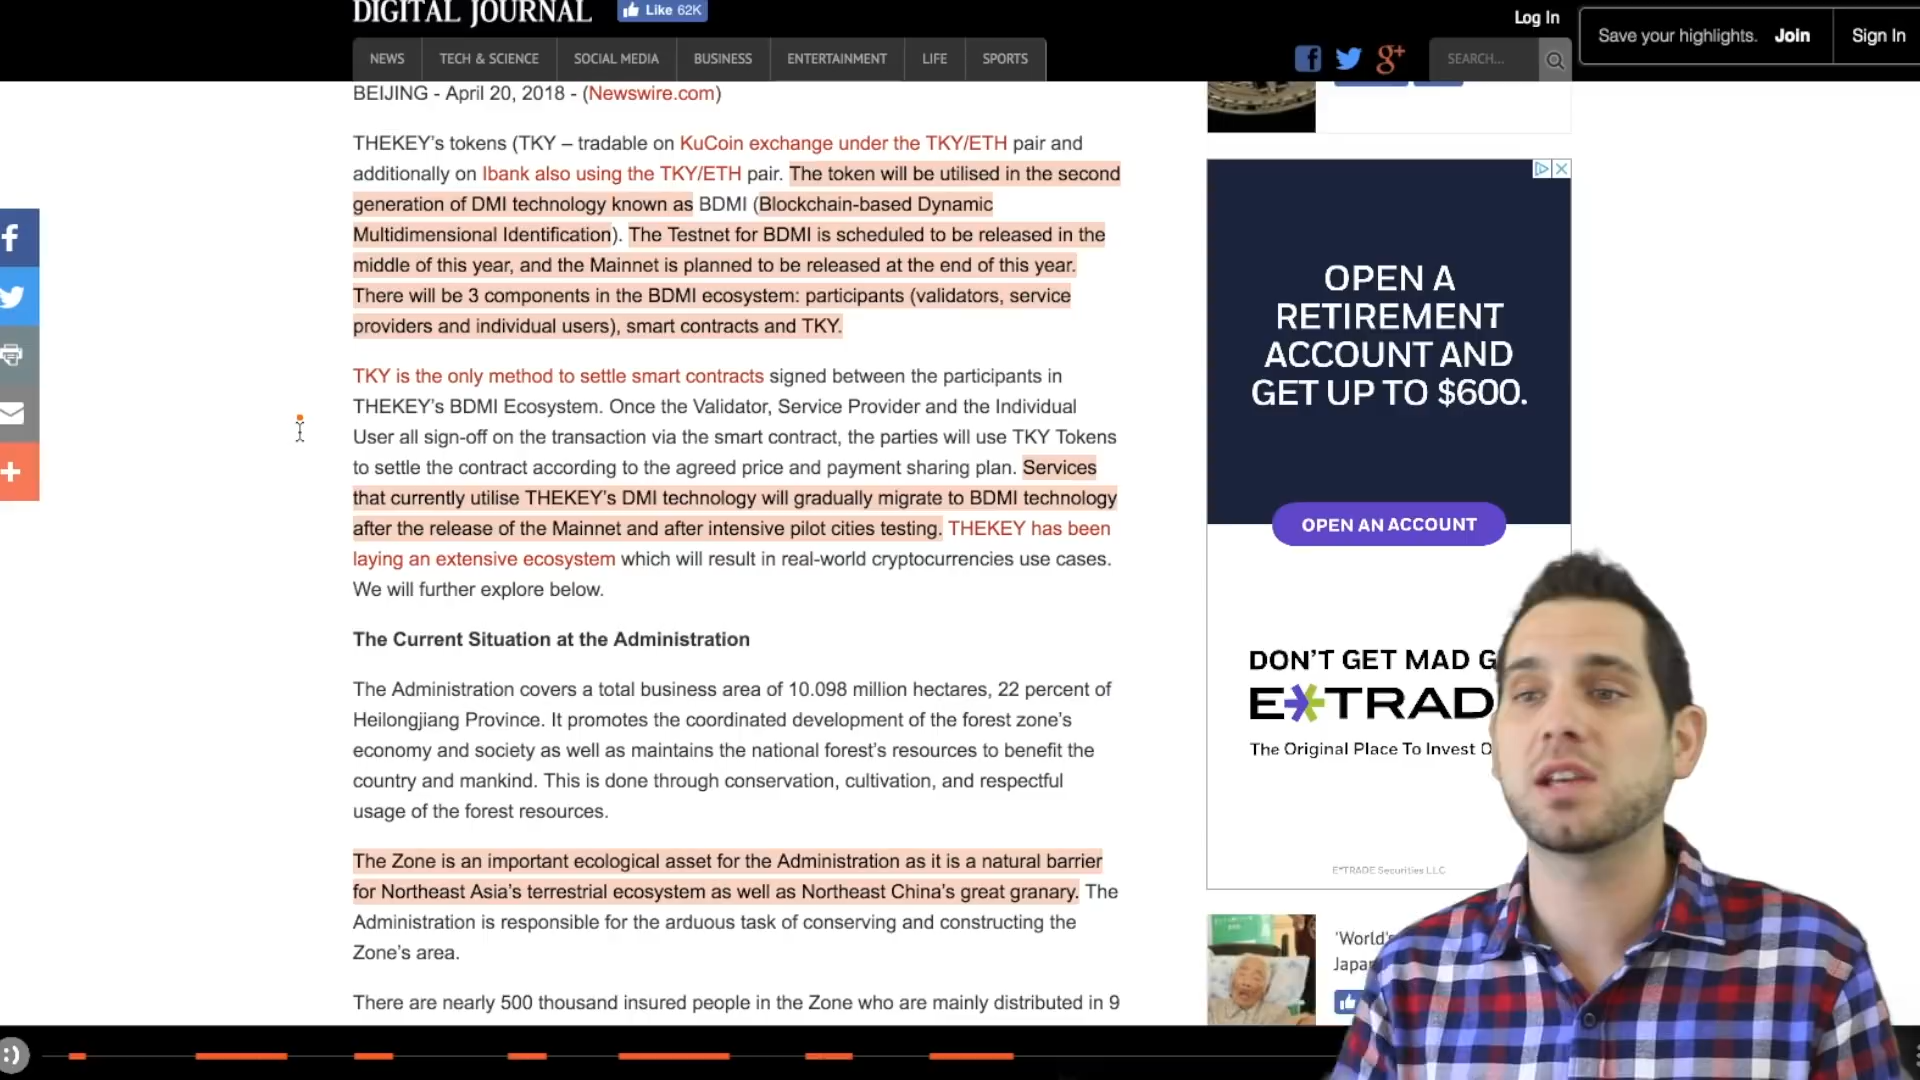 DIGITAL JOURNAL
Like 62K
Log In
Save your highlights. Join Sign In
NEWS TECH & SCIENCE SOCIAL MEDIA BUSINESS ENTERTAINMENT LIFE SPORTS
SEARCH...
BEIJING - April 20, 2018 - (Newswire.com)
THEKEY's tokens (TKY – tradable on KuCoin exchange under the TKY/ETH pair and
additionally on Ibank also using the TKY/ETH pair. The token will be utilised in the second
generation of DMI technology known as BDMI (Blockchain-based Dynamic
Multidimensional Identification). The Testnet for BDMI is scheduled to be released in the
middle of this year, and the Mainnet is planned to be released at the end of this year.
There will be 3 components in the BDMI ecosystem: participants (validators, service
providers and individual users), smart contracts and TKY.
TKY is the only method to settle smart contracts signed between the participants in
THEKEY's BDMI Ecosystem. Once the Validator, Service Provider and the Individual
User all sign-off on the transaction via the smart contract, the parties will use TKY Tokens
to settle the contract according to the agreed price and payment sharing plan. Services
that currently utilise THEKEY's DMI technology will gradually migrate to BDMI technology
after the release of the Mainnet and after intensive pilot cities testing. THEKEY has been
laying an extensive ecosystem which will result in real-world cryptocurrencies use cases.
We will further explore below.
The Current Situation at the Administration
The Administration covers a total business area of 10.098 million hectares, 22 percent of
Heilongjiang Province. It promotes the coordinated development of the forest zone's
economy and society as well as maintains the national forest's resources to benefit the
country and mankind. This is done through conservation, cultivation, and respectful
usage of the forest resources.
The Zone is an important ecological asset for the Administration as it is a natural barrier
for Northeast Asia's terrestrial ecosystem as well as Northeast China's great granary. The
Administration is responsible for the arduous task of conserving and constructing the
Zone's area.
There are nearly 500 thousand insured people in the Zone who are mainly distributed in 9
OPEN A
RETIREMENT
ACCOUNT AND
GET UP TO $600.
OPEN AN ACCOUNT
DON'T GET MAD G
E*TRAD
The Original Place To Invest O
E*TRADE Securities LLC
'World's
Japan